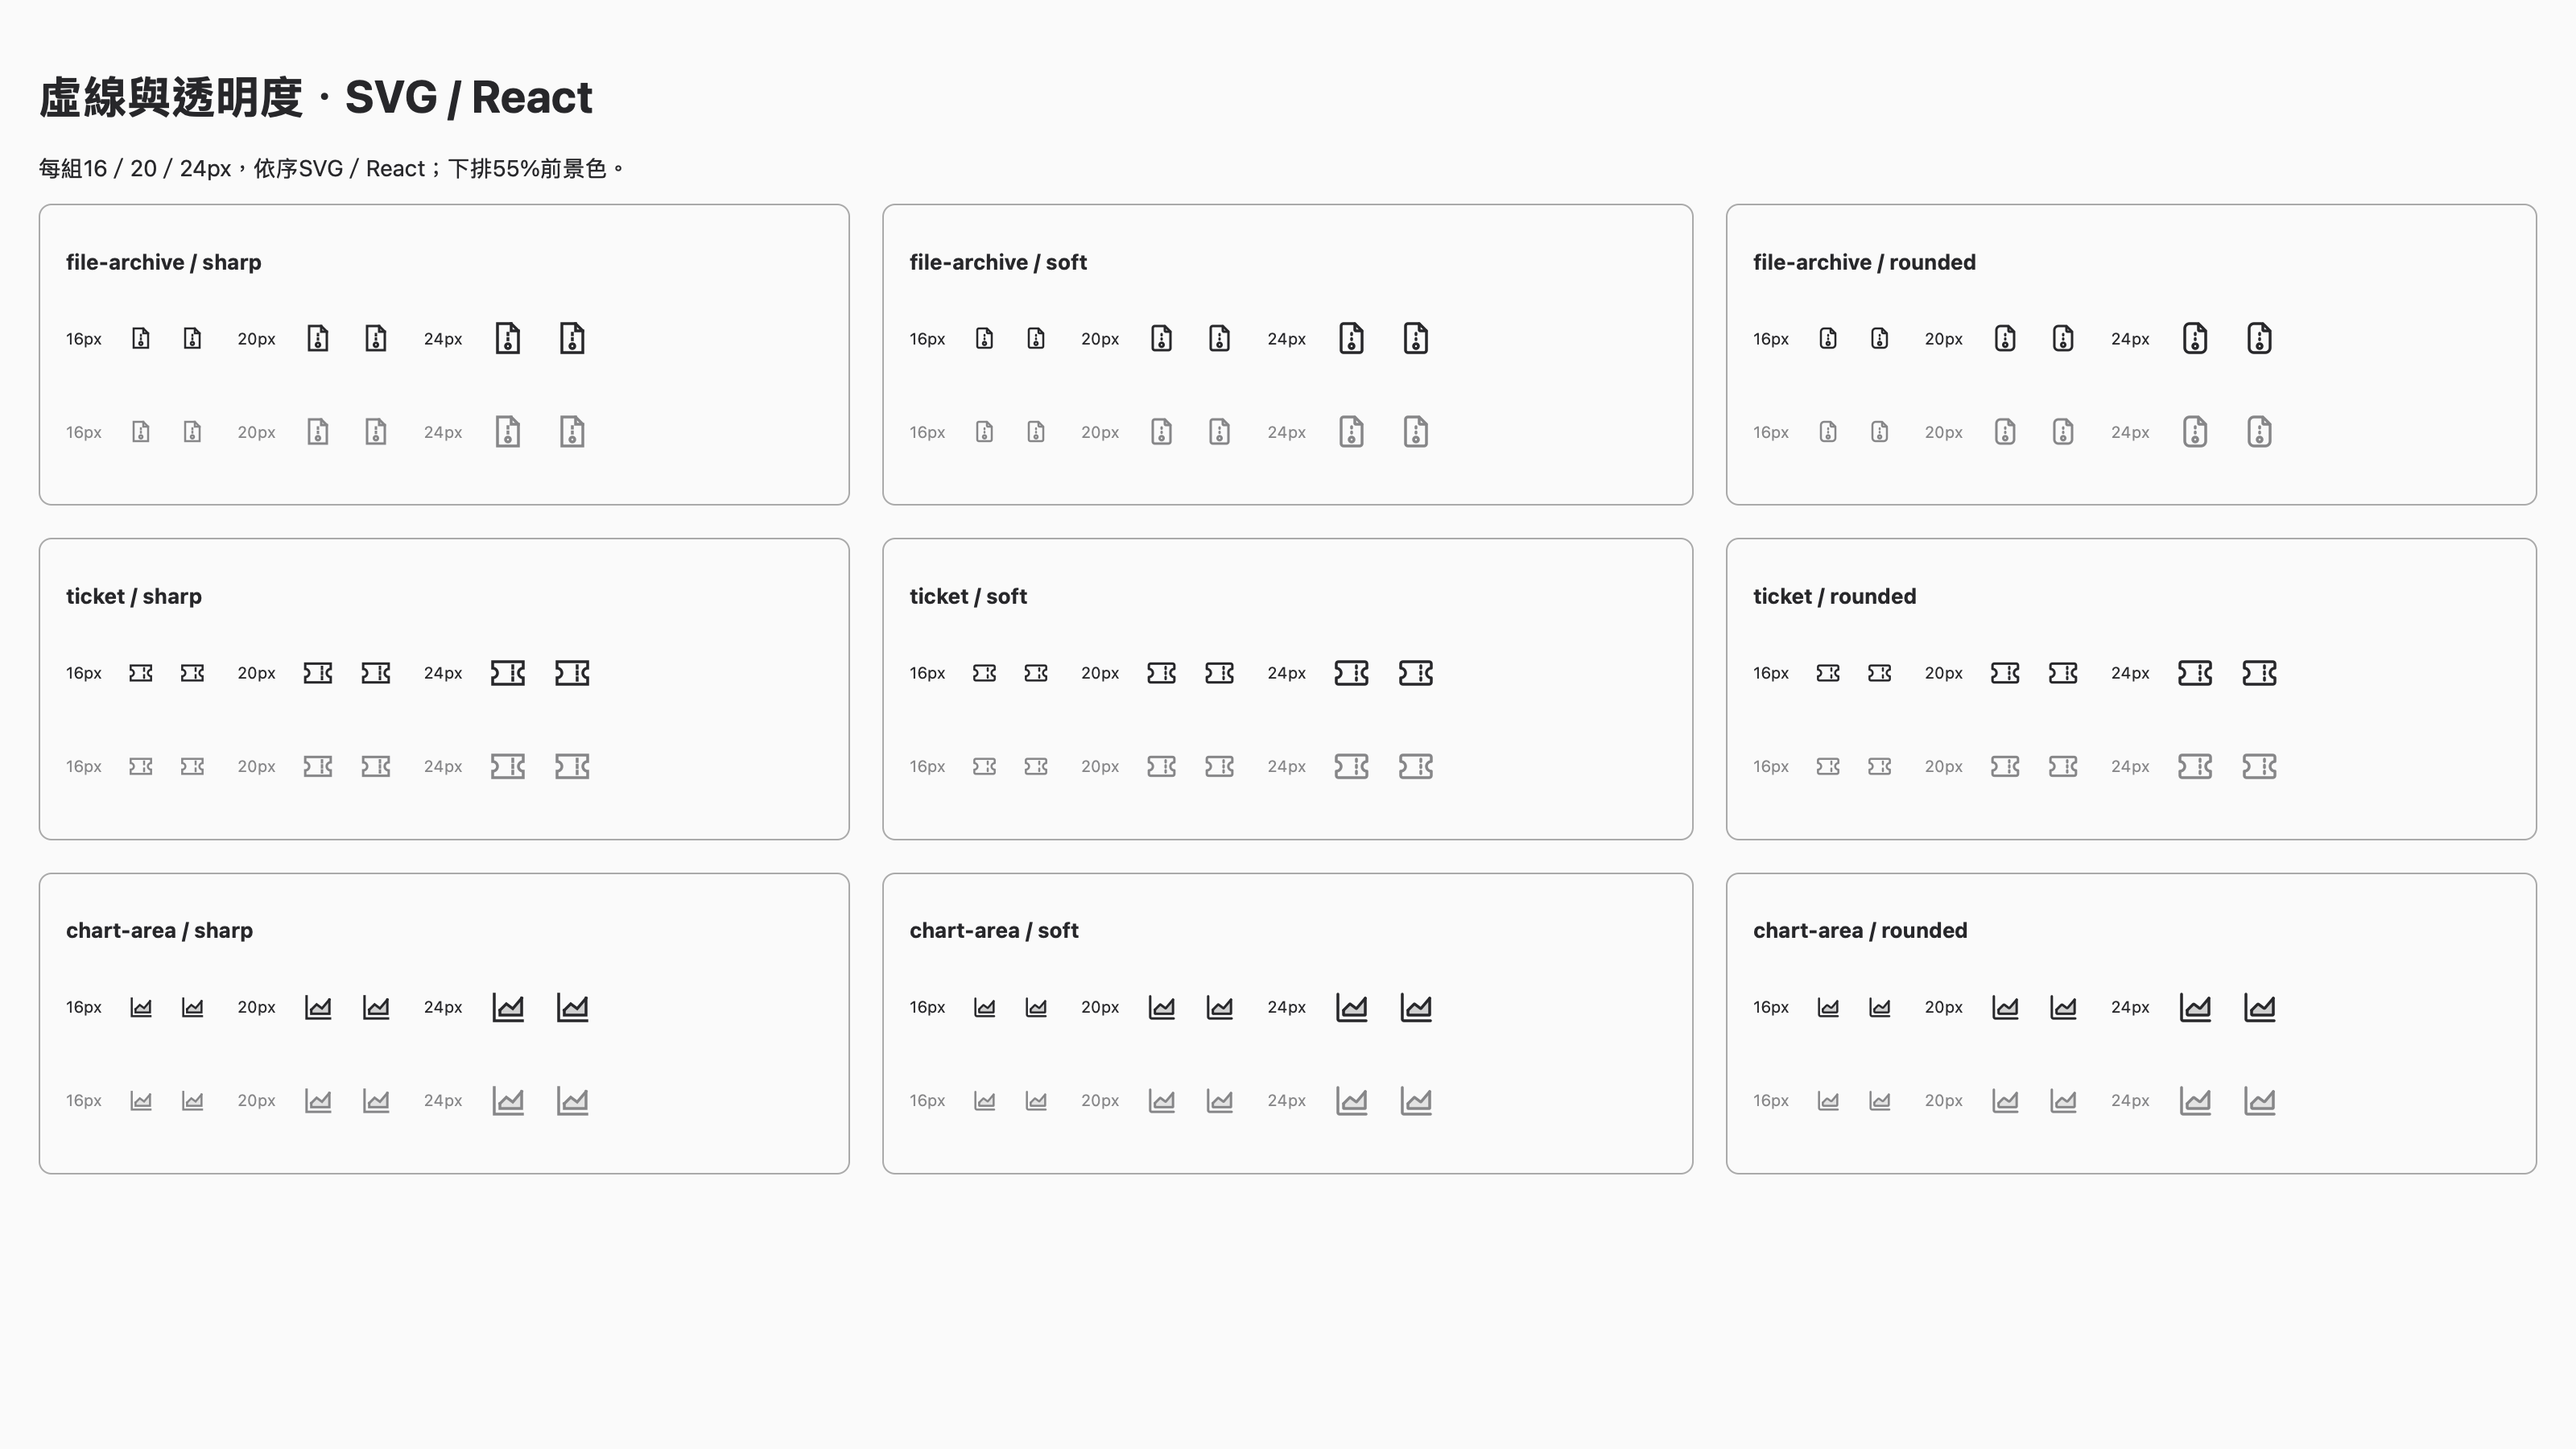 虛線與透明度 · SVG / React
每組16 / 20 / 24px，依序SVG / React；下排55%前景色。
file-archive / sharp
16px 20px 24px
16px 20px 24px
file-archive / soft
16px 20px 24px
16px 20px 24px
file-archive / rounded
16px 20px 24px
16px 20px 24px
ticket / sharp
16px 20px 24px
16px 20px 24px
ticket / soft
16px 20px 24px
16px 20px 24px
ticket / rounded
16px 20px 24px
16px 20px 24px
chart-area / sharp
16px 20px 24px
16px 20px 24px
chart-area / soft
16px 20px 24px
16px 20px 24px
chart-area / rounded
16px 20px 24px
16px 20px 24px